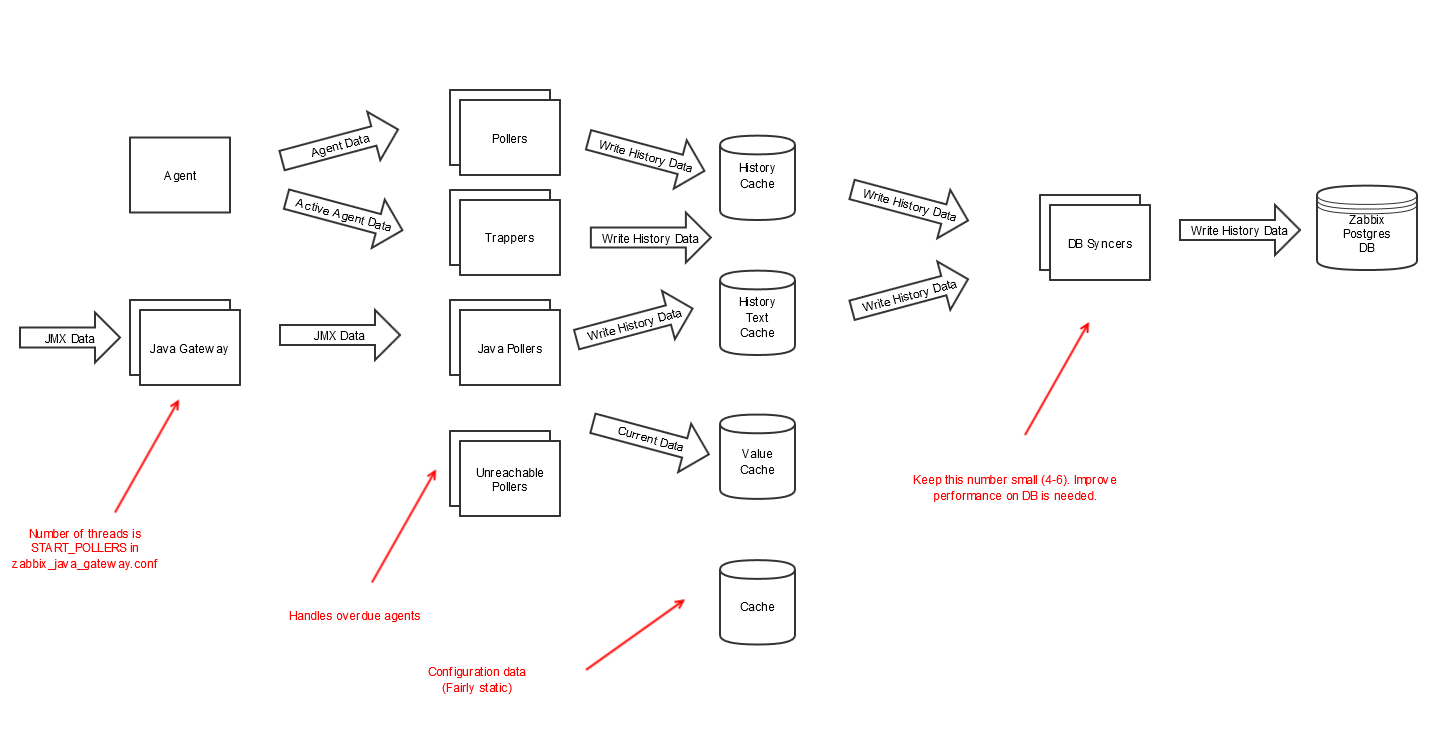 Agent
Agent Data
Active Agent Data
Pollers
Trappers
Write History Data
Write History Data
History
Cache
Write History Data
DB Syncers
Write History Data
Zabbix
Postgres
DB
JMX Data
Java Gateway
JMX Data
Java Pollers
Write History Data
History
Text
Cache
Write History Data
Unreachable
Pollers
Current Data
Value
Cache
Keep this number small (4-6). Improve
performance on DB is needed.
Number of threads is
START_POLLERS in
zabbix_java_gateway.conf
Handles overdue agents
Cache
Configuration data
(Fairly static)